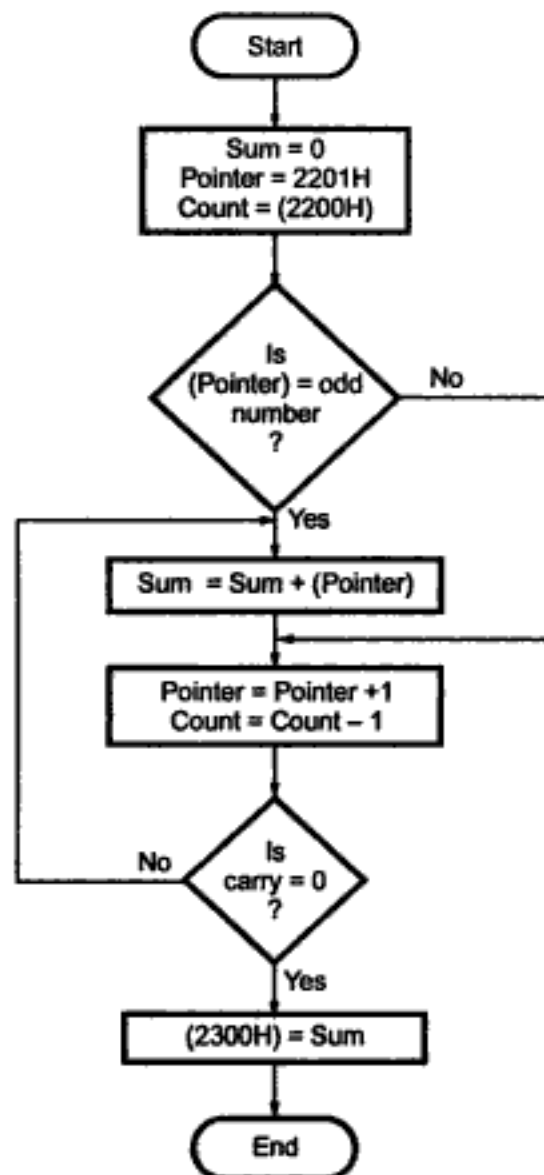 Start
Sum = 0
Pointer = 2201H
Count = (2200H)
Is
(Pointer) = odd
number
?
No
Yes
Sum = Sum + (Pointer)
Pointer = Pointer +1
Count = Count – 1
Is
carry = 0
?
No
Yes
(2300H) = Sum
End